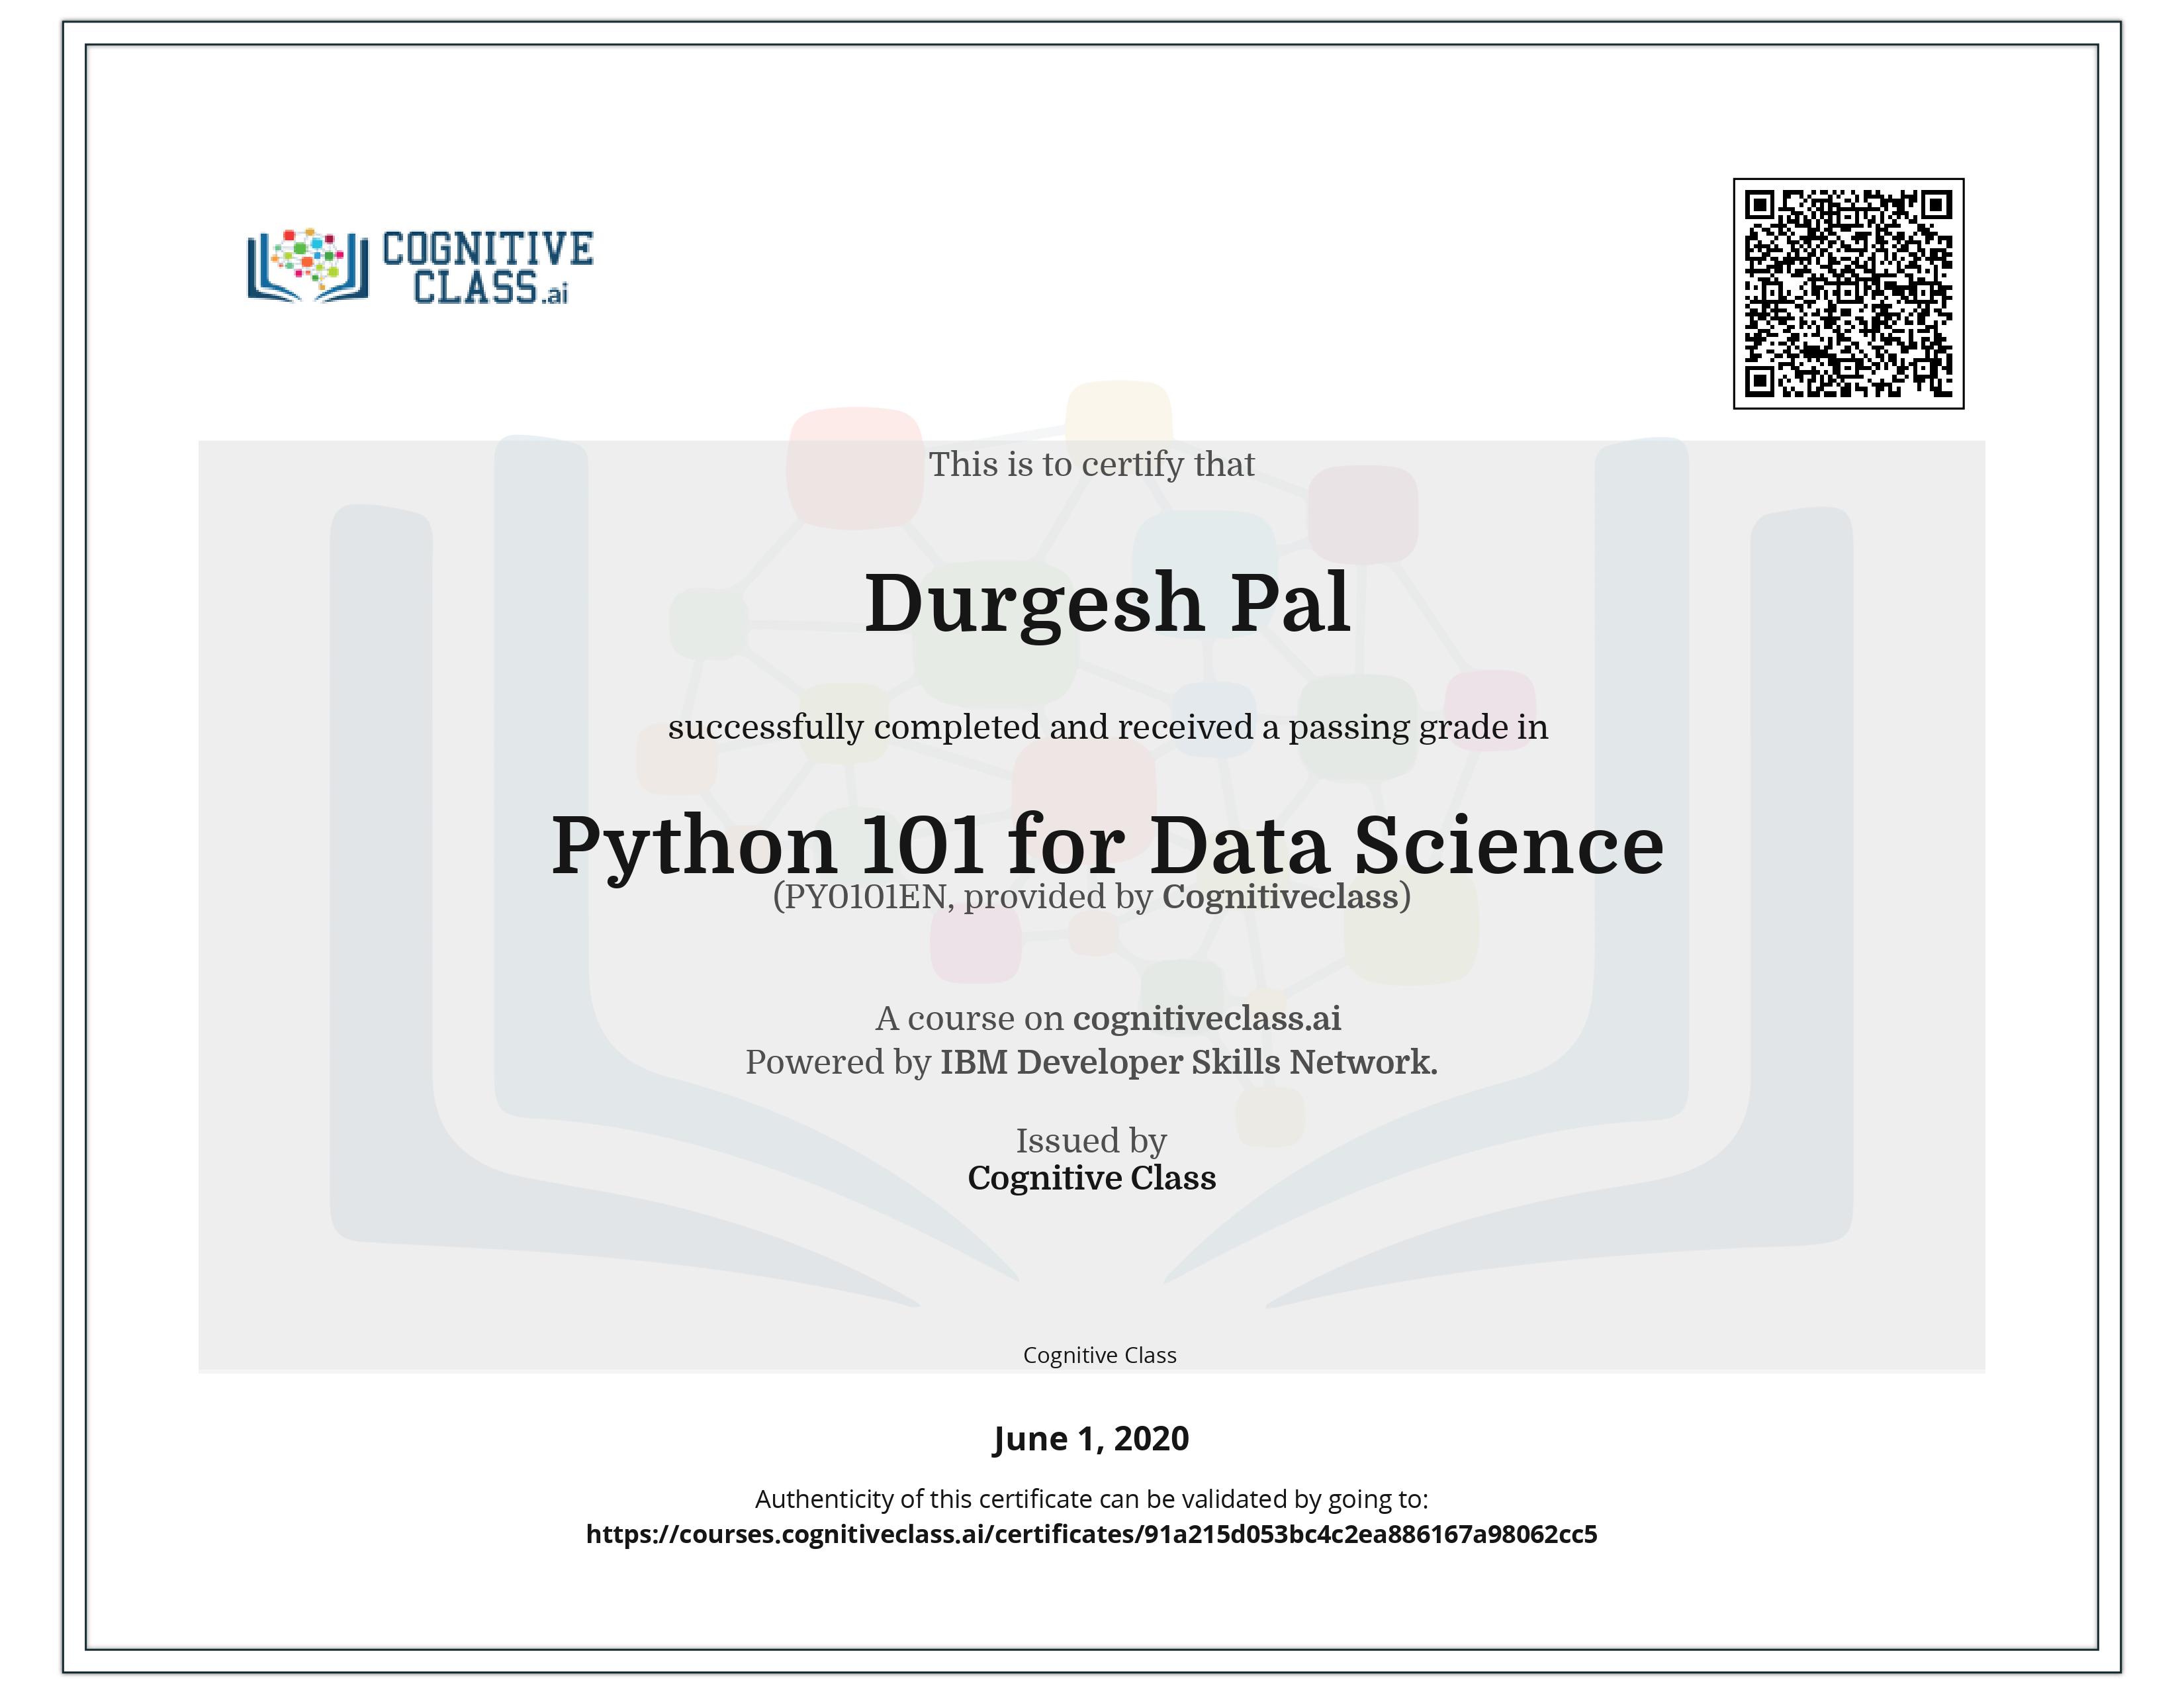 COGNITIVE
CLASS.ai
This is to certify that
Durgesh Pal
successfully completed and received a passing grade in
Python 101 for Data Science
(PY0101EN, provided by Cognitiveclass)
A course on cognitiveclass.ai
Powered by IBM Developer Skills Network.
Issued by
Cognitive Class
Cognitive Class
June 1, 2020
Authenticity of this certificate can be validated by going to:
https://courses.cognitiveclass.ai/certificates/91a215d053bc4c2ea886167a98062cc5